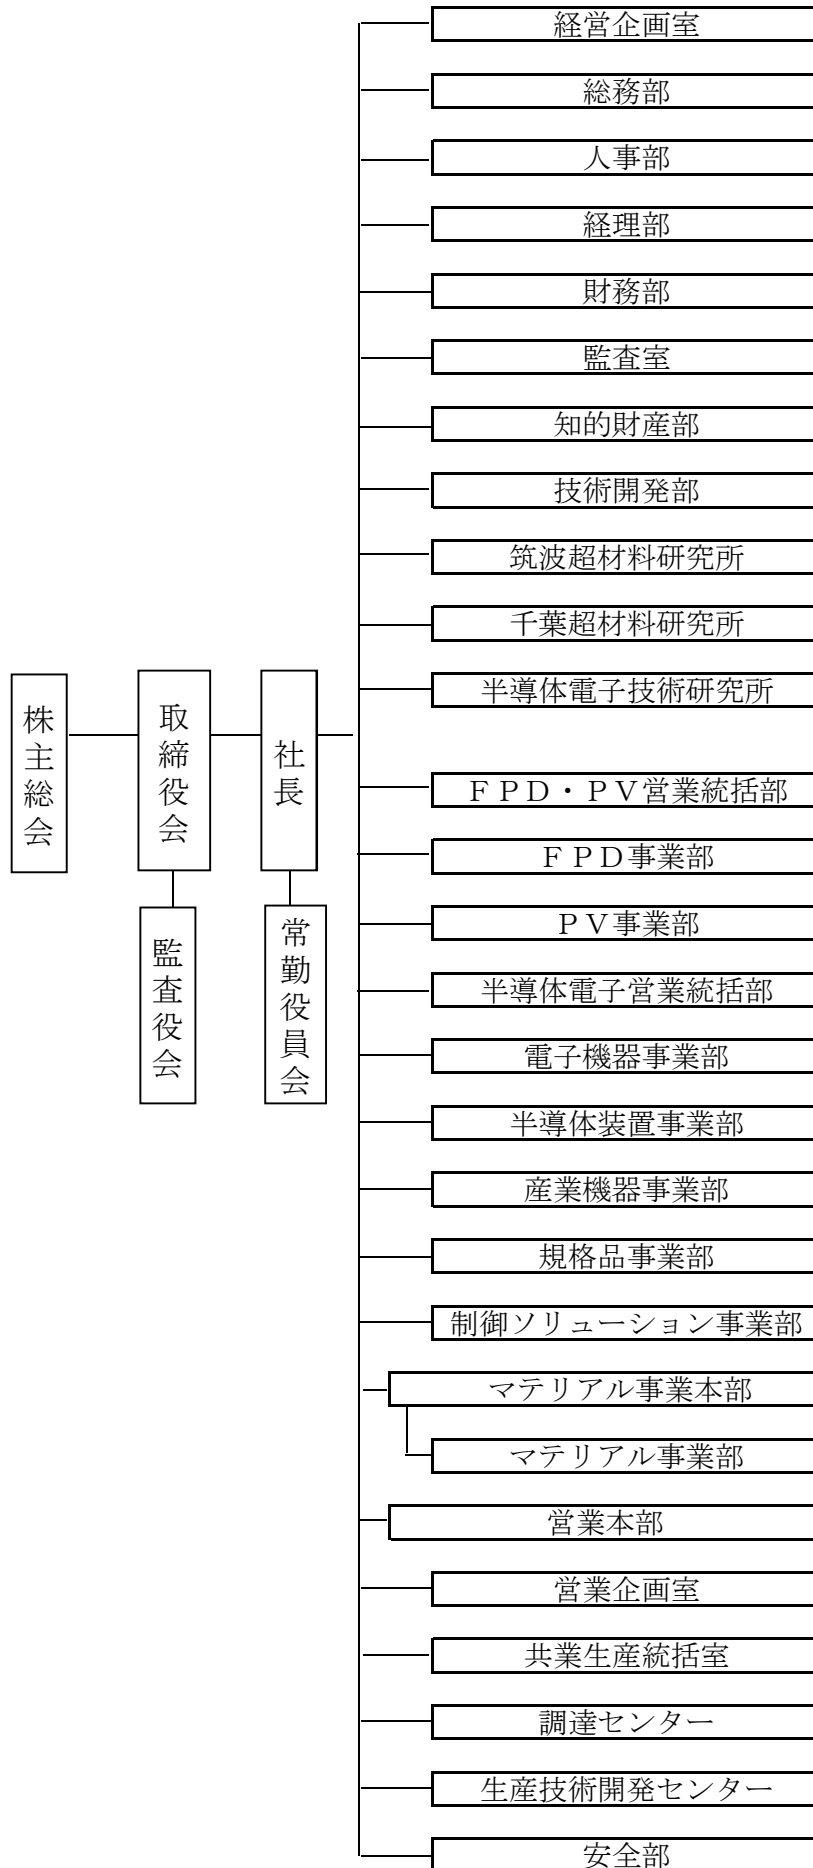 経営企画室
総務部
人事部
経理部
財務部
監査室
知的財産部
技術開発部
筑波超材料研究所
千葉超材料研究所
半導体電子技術研究所
株主総会
取締役会
社長
監査役会
常勤役員会
ＦＰＤ・ＰＶ営業統括部
ＦＰＤ事業部
ＰＶ事業部
半導体電子営業統括部
電子機器事業部
半導体装置事業部
産業機器事業部
規格品事業部
制御ソリューション事業部
マテリアル事業本部
マテリアル事業部
営業本部
営業企画室
共業生産統括室
調達センター
生産技術開発センター
安全部